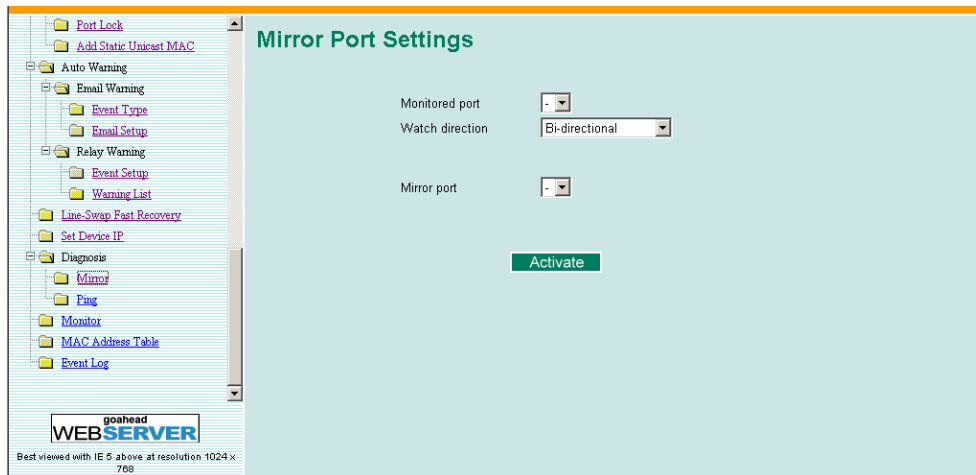 Port Lock
Add Static Unicast MAC
Auto Warning
Email Warning
Event Type
Email Setup
Relay Warning
Event Setup
Warning List
Line-Swap Fast Recovery
Set Device IP
Diagnosis
Mirror
Ping
Monitor
MAC Address Table
Event Log
goahead
WEBSERVER
Best viewed with IE 5 above at resolution 1024 x
768
Mirror Port Settings
Monitored port -
Watch direction Bi-directional
Mirror port -
Activate